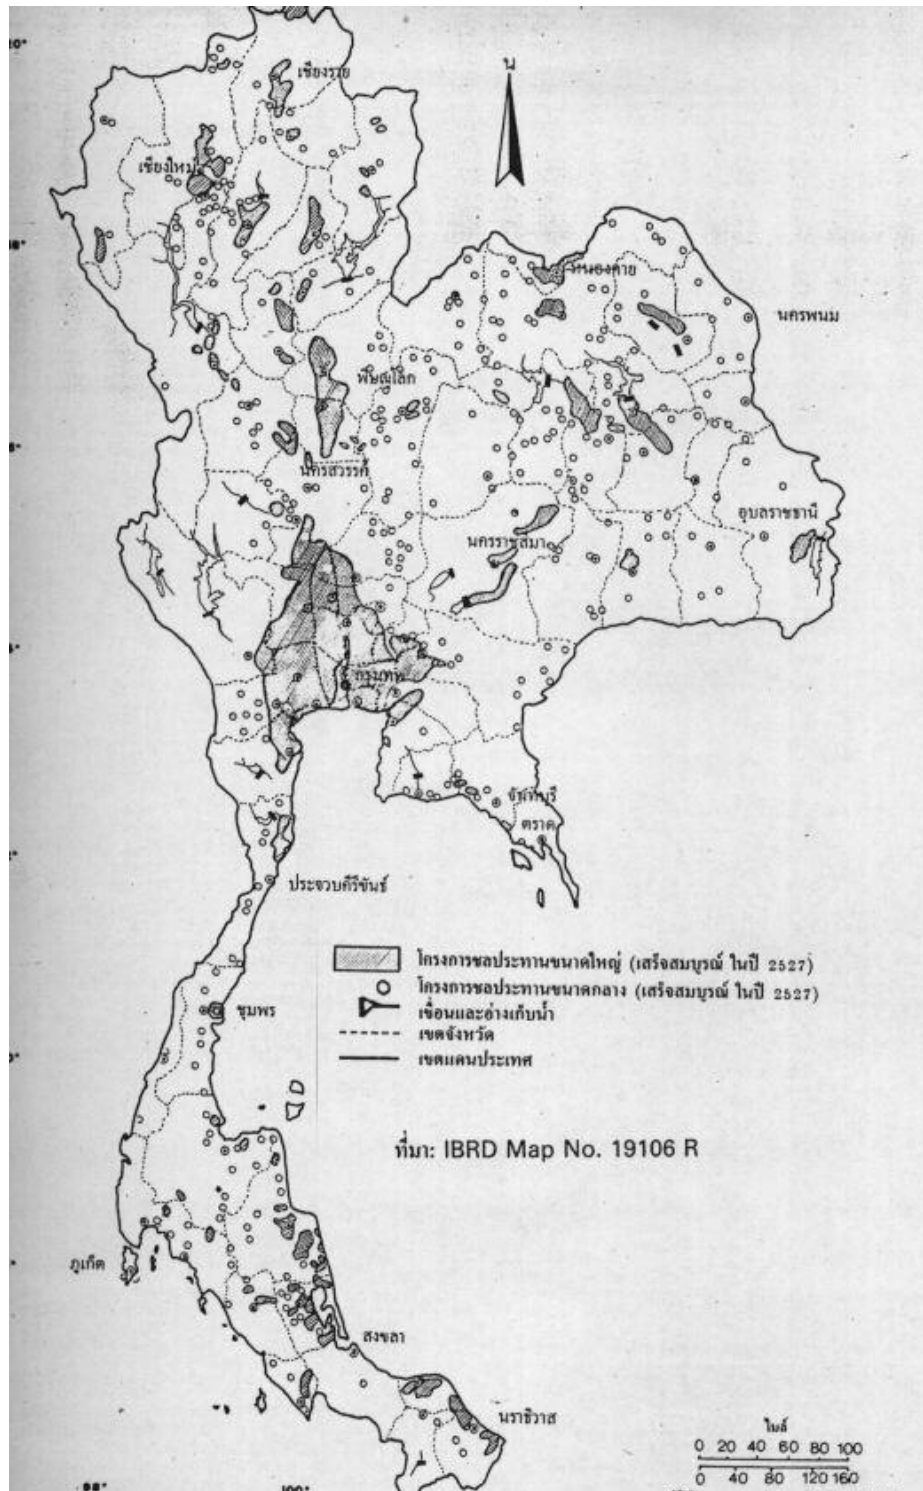 20°
น
เชียงราย
เชียงใหม่
18°
หนองคาย
นครพนม
พิษณุโลก
นครสวรรค์
อุบลราชธานี
นครราชสีมา
กรุงเทพ
จันทบุรี
ตราด
ประจวบคีรีขันธ์
โครงการชลประทานขนาดใหญ่ (เสร็จสมบูรณ์ ในปี 2527)
โครงการชลประทานขนาดกลาง (เสร็จสมบูรณ์ ในปี 2527)
เขื่อนและอ่างเก็บน้ำ
ชุมพร
เขตจังหวัด
เขตแดนประเทศ
ที่มา: IBRD Map No. 19106 R
ภูเก็ต
สงขลา
นราธิวาส
ไมล์
0 20 40 60 80 100
0 40 80 120 160
98°
100°